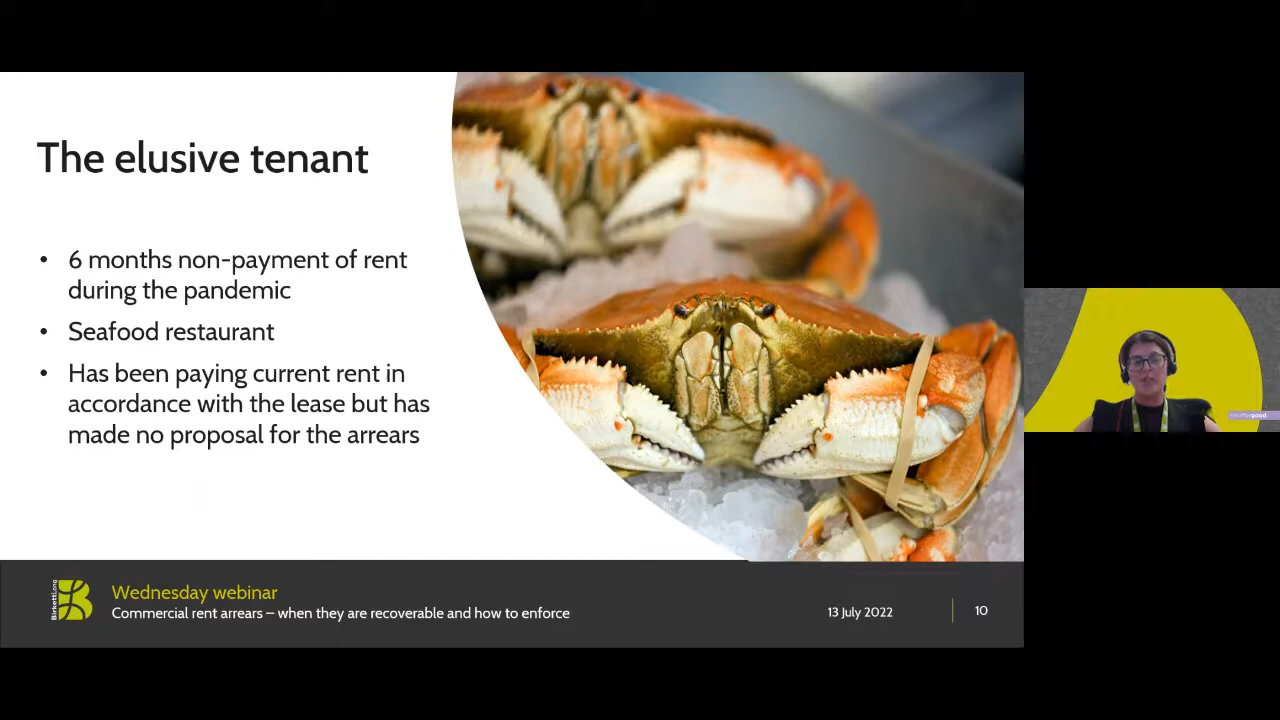 The elusive tenant
• 6 months non-payment of rent
during the pandemic
• Seafood restaurant
• Has been paying current rent in
accordance with the lease but has
made no proposal for the arrears
BirkettLong
Wednesday webinar
Commercial rent arrears – when they are recoverable and how to enforce
13 July 2022
10